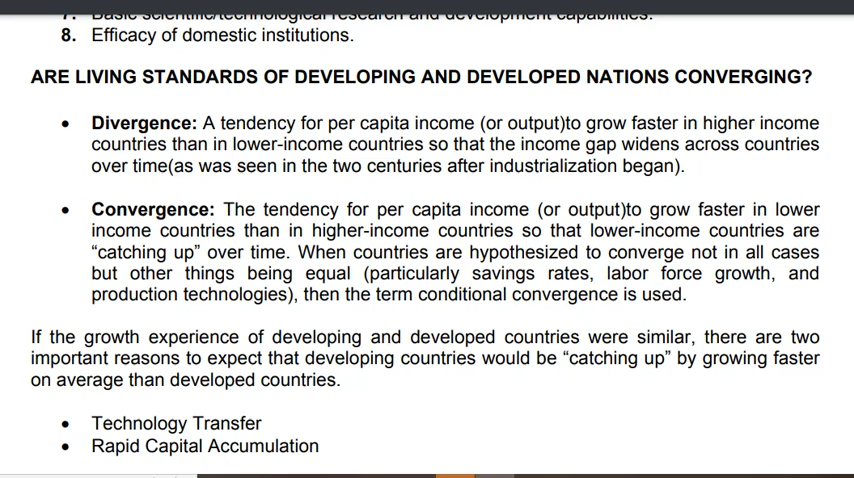 7. Basic scientific/technological research and development capabilities.
8. Efficacy of domestic institutions.
ARE LIVING STANDARDS OF DEVELOPING AND DEVELOPED NATIONS CONVERGING?
• Divergence: A tendency for per capita income (or output)to grow faster in higher income
countries than in lower-income countries so that the income gap widens across countries
over time(as was seen in the two centuries after industrialization began).
• Convergence: The tendency for per capita income (or output)to grow faster in lower
income countries than in higher-income countries so that lower-income countries are
“catching up” over time. When countries are hypothesized to converge not in all cases
but other things being equal (particularly savings rates, labor force growth, and
production technologies), then the term conditional convergence is used.
If the growth experience of developing and developed countries were similar, there are two
important reasons to expect that developing countries would be “catching up” by growing faster
on average than developed countries.
• Technology Transfer
• Rapid Capital Accumulation